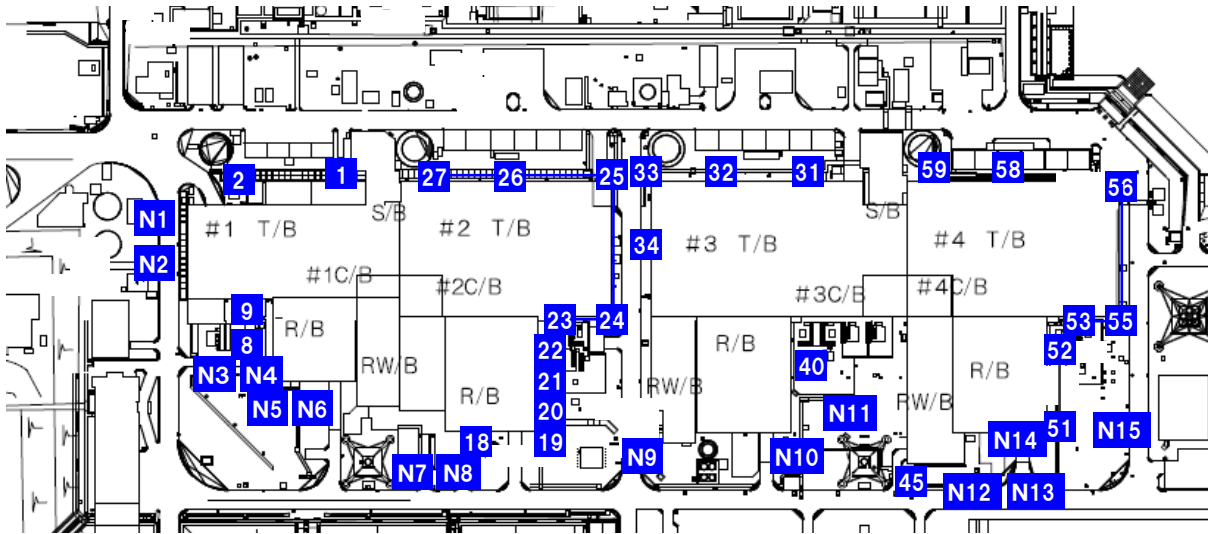 1
2
27
26
25
33
32
31
59
58
56
N1
S/B
S/B
#1 T/B
#2 T/B
34
#3 T/B
#4 T/B
N2
#1C/B
#2C/B
#3C/B
#4C/B
9
R/B
23
24
53
55
8
22
R/B
52
N3
N4
RW/B
21
40
R/B
N5
N6
R/B
20
RW/B
N11
RW/B
18
19
N9
N10
N14
51
N15
N7
N8
45
N12
N13